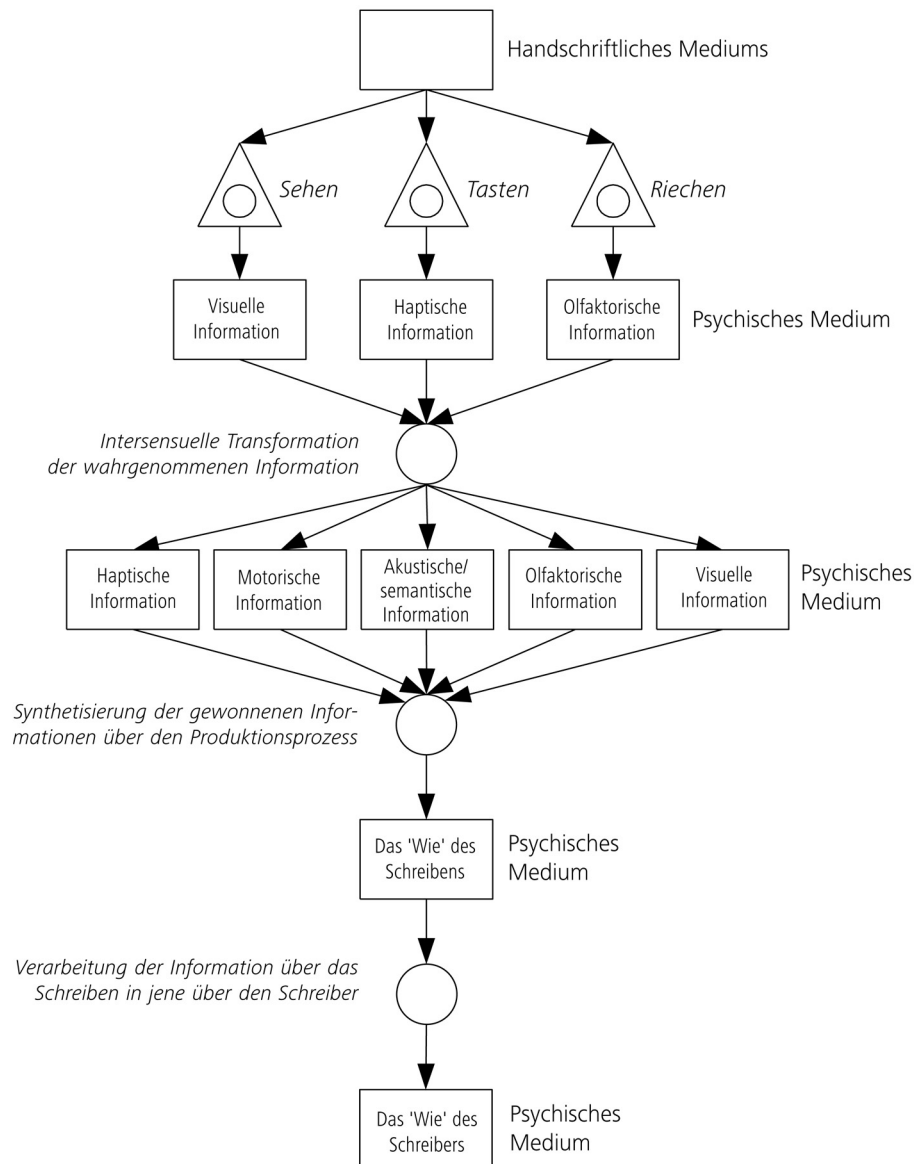 Handschriftliches Mediums
Sehen
Tasten
Riechen
Visuelle
Information
Haptische
Information
Olfaktorische
Information
Psychisches Medium
Intersensuelle Transformation
der wahrgenommenen Information
Haptische
Information
Motorische
Information
Akustische/
semantische
Information
Olfaktorische
Information
Visuelle
Information
Psychisches
Medium
Synthetisierung der gewonnenen Infor-
mationen über den Produktionsprozess
Das 'Wie' des
Schreibens
Psychisches
Medium
Verarbeitung der Information über das
Schreiben in jene über den Schreiber
Das 'Wie' des
Schreibers
Psychisches
Medium